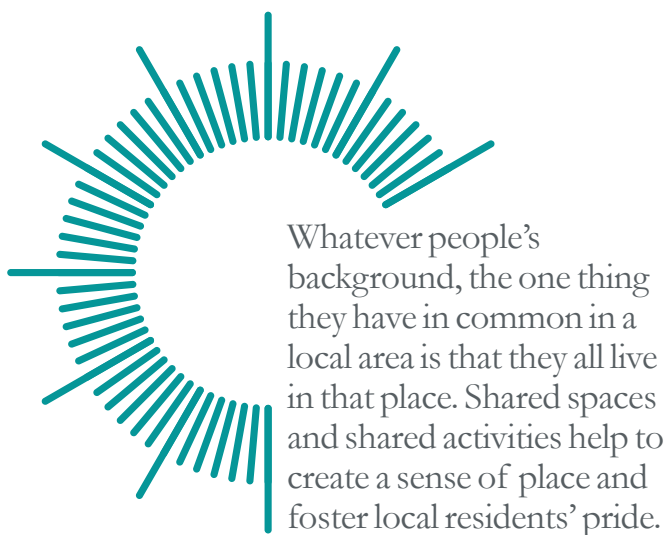 Whatever people’s
background, the one thing
they have in common in a
local area is that they all live
in that place. Shared spaces
and shared activities help to
create a sense of place and
foster local residents’ pride.